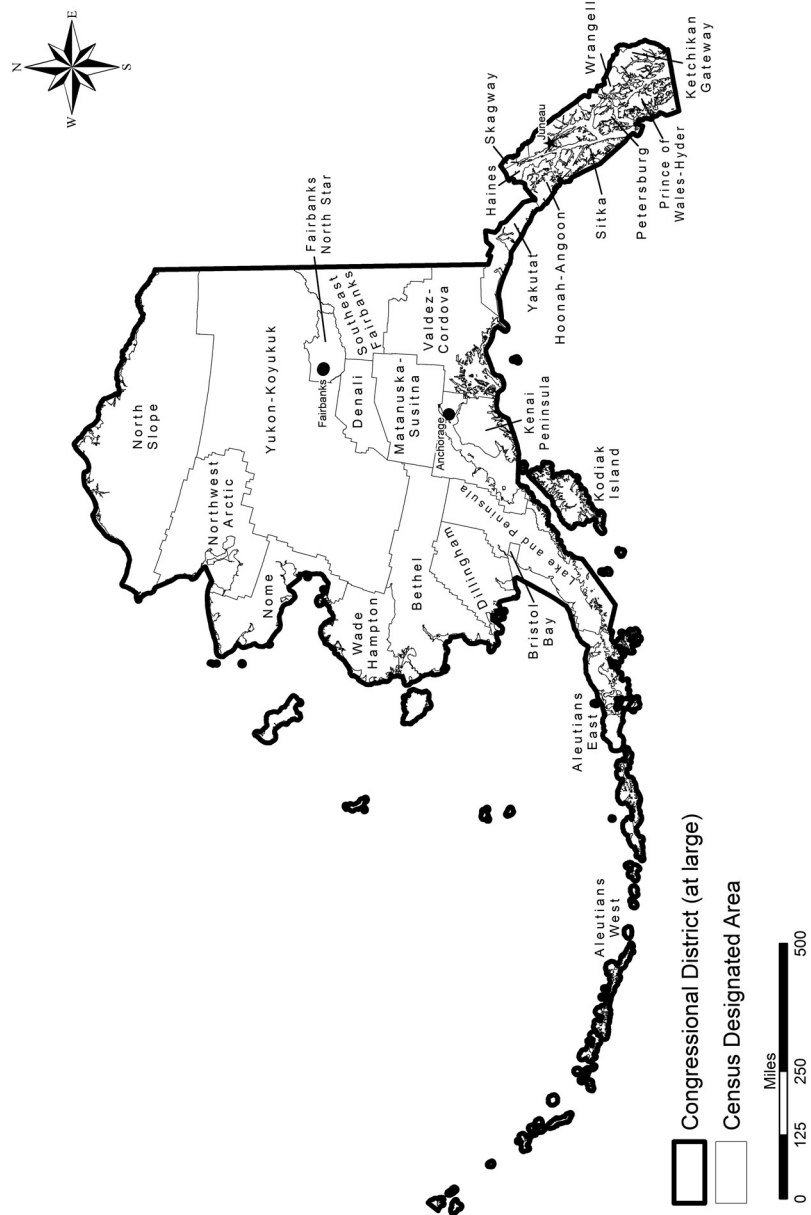 N
W
E
S
North
Slope
Northwest
Arctic
Nome
Yukon-Koyukuk
Fairbanks
Fairbanks
North Star
Southeast
Fairbanks
Denali
Matanuska-
Susitna
Valdez-
Cordova
Wade
Hampton
Bethel
Dillingham
Bristol
Bay
Lake and Peninsula
Anchorage
Kenai
Peninsula
Kodiak
Island
Aleutians
East
Aleutians
West
Yakutat
Haines
Skagway
Juneau
Hoonah-Angoon
Sitka
Petersburg
Prince of
Wales-Hyder
Wrangell
Ketchikan
Gateway
Congressional District (at large)
Census Designated Area
Miles
0 125 250 500